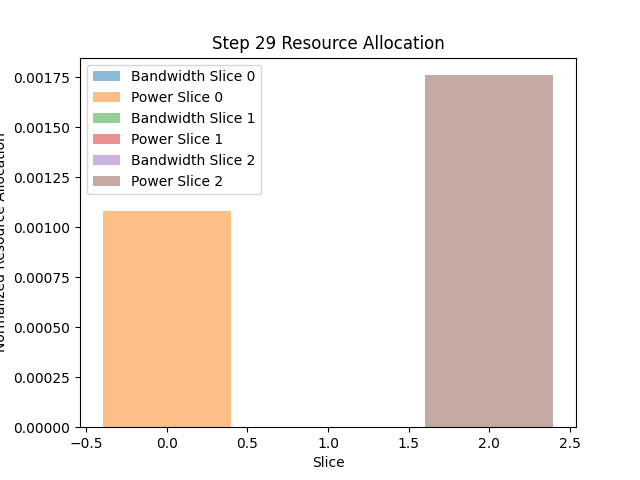 Step 29 Resource Allocation
Bandwidth Slice 0
Power Slice 0
Bandwidth Slice 1
Power Slice 1
Bandwidth Slice 2
Power Slice 2
0.00175
0.00150
0.00125
0.00100
0.00075
0.00050
0.00025
0.00000
Normalized Resource Allocation
−0.5 0.0 0.5 1.0 1.5 2.0 2.5
Slice